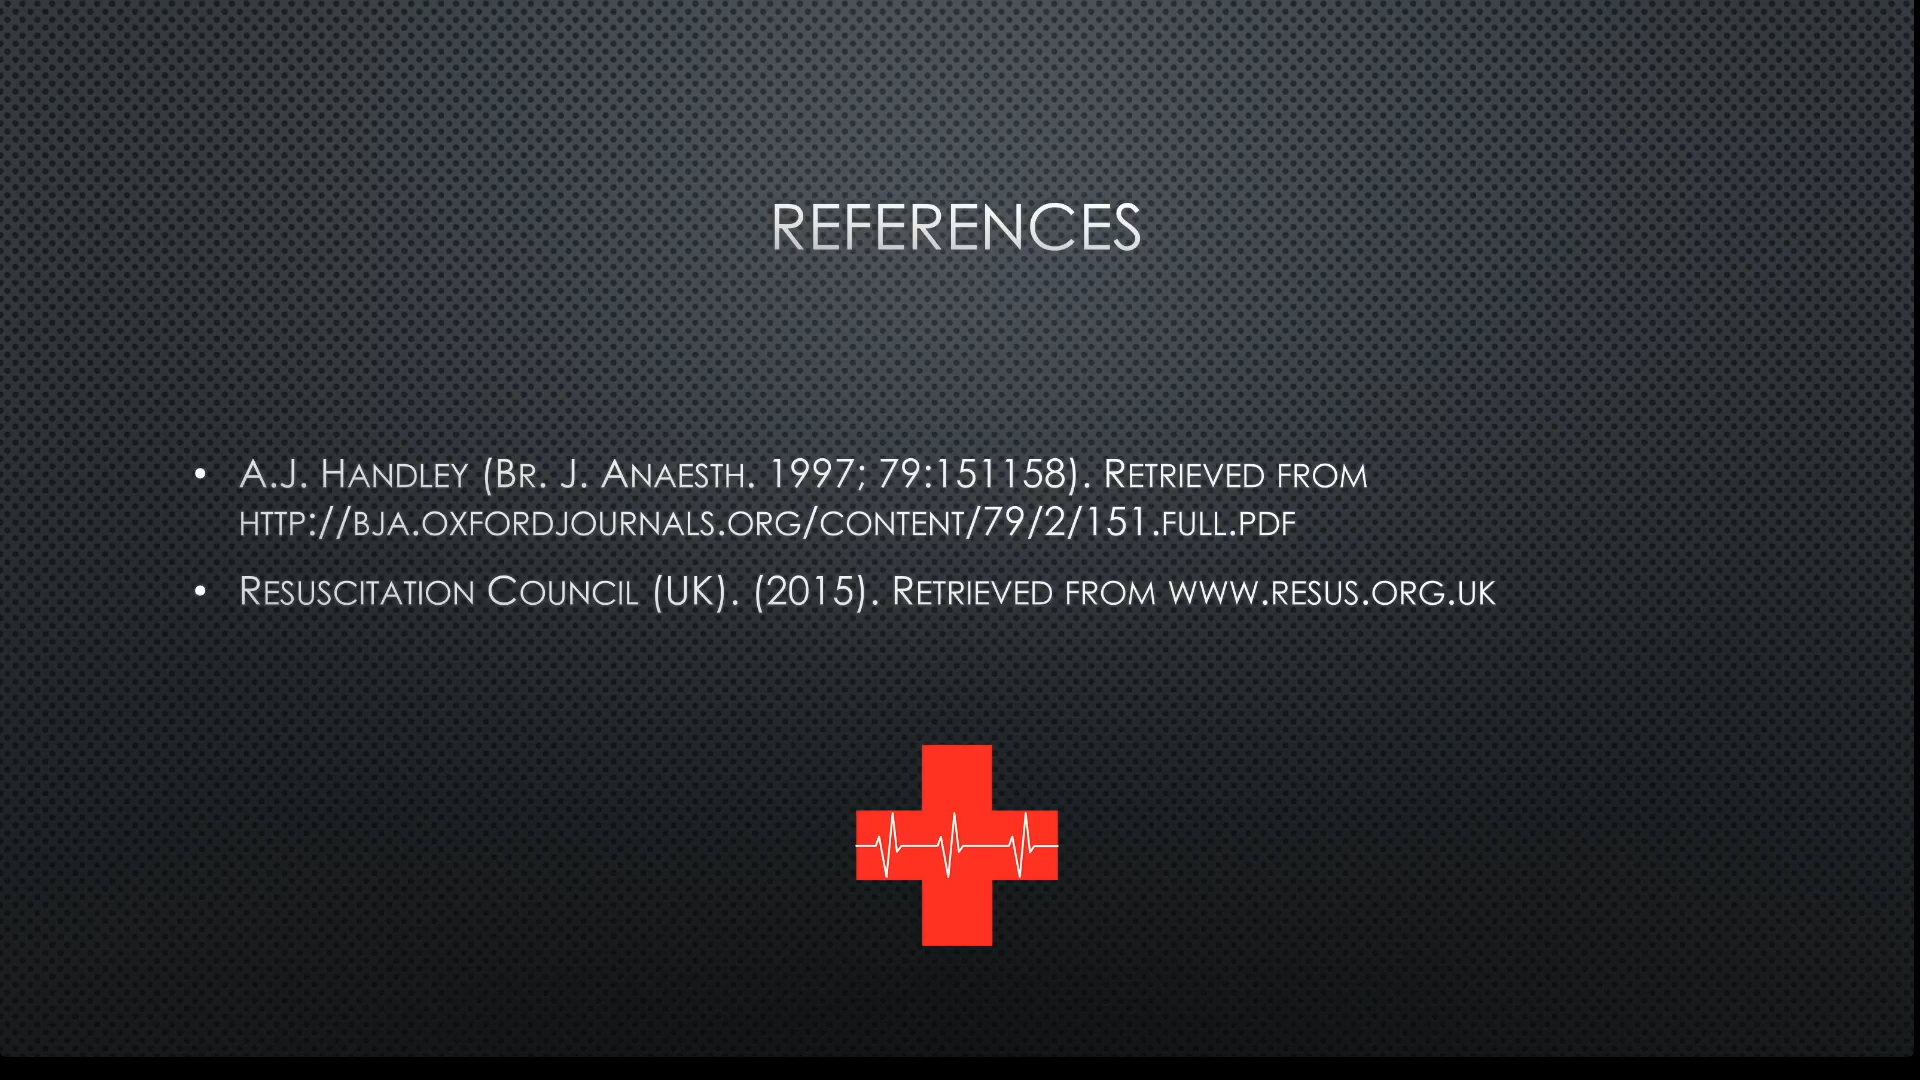 REFERENCES
• A.J. HANDLEY (BR. J. ANAESTH. 1997; 79:151158). RETRIEVED FROM
HTTP://BJA.OXFORDJOURNALS.ORG/CONTENT/79/2/151.FULL.PDF
• RESUSCITATION COUNCIL (UK). (2015). RETRIEVED FROM WWW.RESUS.ORG.UK